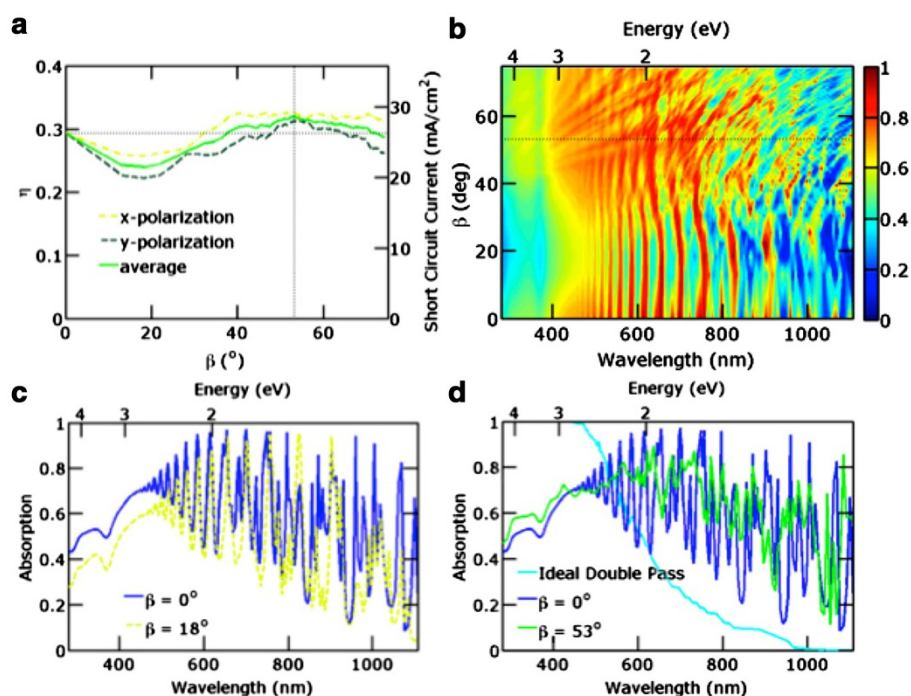 a
0.4
0.3
0.2
0.1
0
η
0
20
40
60
β (°)
30
20
10
0
Short Circuit Current (mA/cm²)
x-polarization
y-polarization
average
b
Energy (eV)
4
3
2
60
40
20
0
β (deg)
400
600
800
1000
Wavelength (nm)
1
0.8
0.6
0.4
0.2
0
c
Energy (eV)
4
3
2
1
0.8
0.6
0.4
0.2
0
Absorption
β = 0°
β = 18°
400
600
800
1000
Wavelength (nm)
d
Energy (eV)
4
3
2
1
0.8
0.6
0.4
0.2
0
Absorption
Ideal Double Pass
β = 0°
β = 53°
400
600
800
1000
Wavelength (nm)